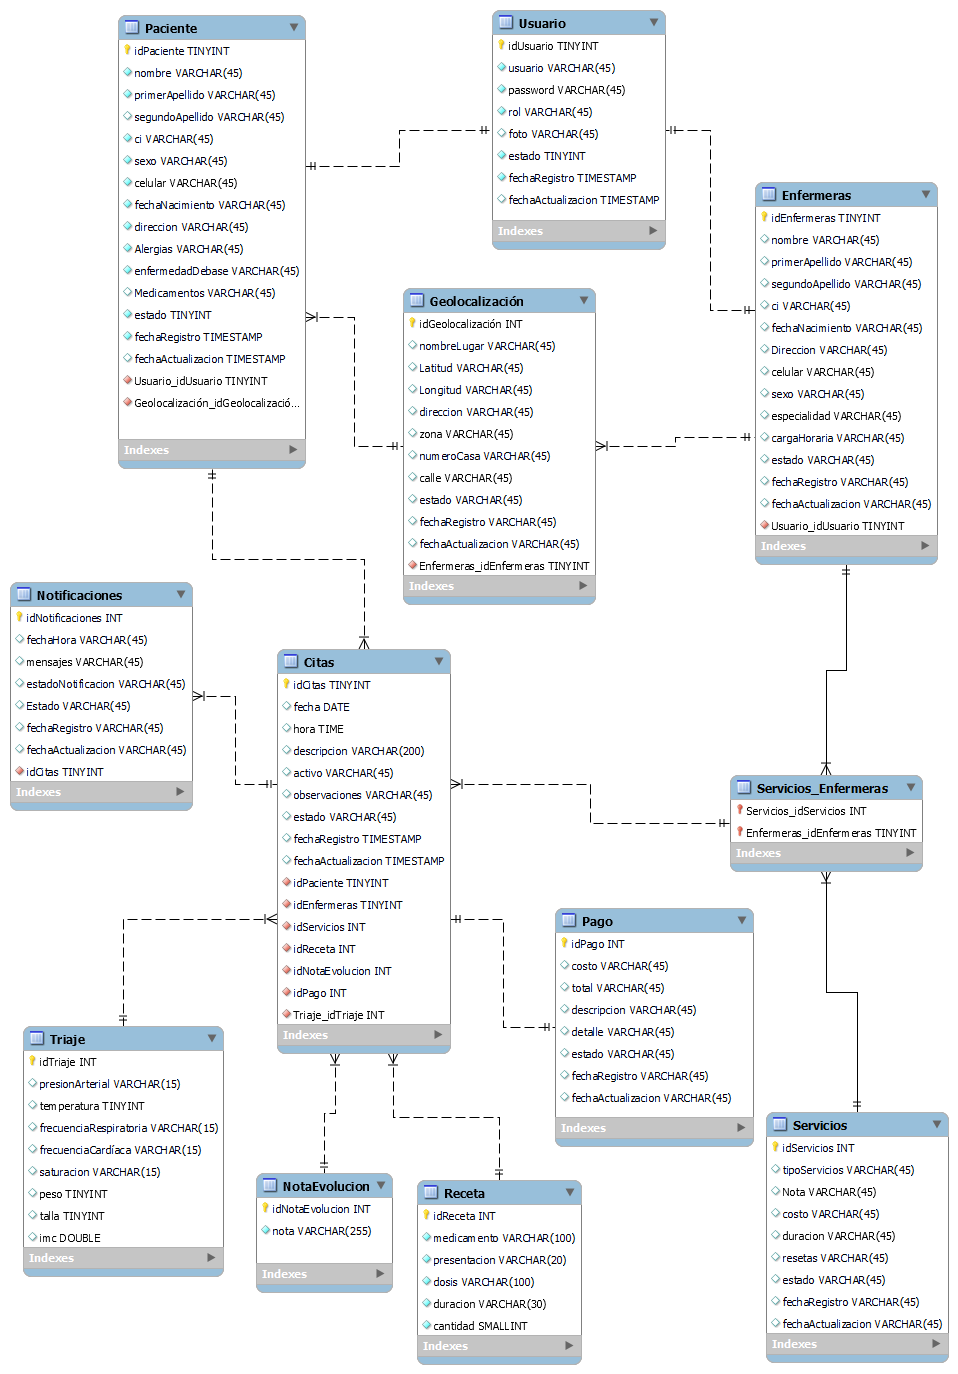 Paciente
idPaciente TINYINT
nombre VARCHAR(45)
primerApellido VARCHAR(45)
segundoApellido VARCHAR(45)
ci VARCHAR(45)
sexo VARCHAR(45)
celular VARCHAR(45)
fechaNacimiento VARCHAR(45)
direccion VARCHAR(45)
Alergias VARCHAR(45)
enfermedadDebase VARCHAR(45)
Medicamentos VARCHAR(45)
estado TINYINT
fechaRegistro TIMESTAMP
fechaActualizacion TIMESTAMP
Usuario_idUsuario TINYINT
Geolocalización_idGeolocalizació...
Indexes
Usuario
idUsuario TINYINT
usuario VARCHAR(45)
password VARCHAR(45)
rol VARCHAR(45)
foto VARCHAR(45)
estado TINYINT
fechaRegistro TIMESTAMP
fechaActualizacion TIMESTAMP
Indexes
Enfermeras
idEnfermeras TINYINT
nombre VARCHAR(45)
primerApellido VARCHAR(45)
segundoApellido VARCHAR(45)
ci VARCHAR(45)
fechaNacimiento VARCHAR(45)
Direccion VARCHAR(45)
celular VARCHAR(45)
sexo VARCHAR(45)
especialidad VARCHAR(45)
cargaHoraria VARCHAR(45)
estado VARCHAR(45)
fechaRegistro VARCHAR(45)
fechaActualizacion VARCHAR(45)
Usuario_idUsuario TINYINT
Indexes
Geolocalización
idGeolocalización INT
nombreLugar VARCHAR(45)
Latitud VARCHAR(45)
Longitud VARCHAR(45)
direccion VARCHAR(45)
zona VARCHAR(45)
numeroCasa VARCHAR(45)
calle VARCHAR(45)
estado VARCHAR(45)
fechaRegistro VARCHAR(45)
fechaActualizacion VARCHAR(45)
Enfermeras_idEnfermeras TINYINT
Indexes
Notificaciones
idNotificaciones INT
fechaHora VARCHAR(45)
mensajes VARCHAR(45)
estadoNotificacion VARCHAR(45)
Estado VARCHAR(45)
fechaRegistro VARCHAR(45)
fechaActualizacion VARCHAR(45)
idCitas TINYINT
Indexes
Citas
idCitas TINYINT
fecha DATE
hora TIME
descripcion VARCHAR(200)
activo VARCHAR(45)
observaciones VARCHAR(45)
estado VARCHAR(45)
fechaRegistro TIMESTAMP
fechaActualizacion TIMESTAMP
idPaciente TINYINT
idEnfermeras TINYINT
idServicios INT
idReceta INT
idNotaEvolucion INT
idPago INT
Triaje_idTriaje INT
Indexes
Servicios_Enfermeras
Servicios_idServicios INT
Enfermeras_idEnfermeras TINYINT
Indexes
Pago
idPago INT
costo VARCHAR(45)
total VARCHAR(45)
descripcion VARCHAR(45)
detalle VARCHAR(45)
estado VARCHAR(45)
fechaRegistro VARCHAR(45)
fechaActualizacion VARCHAR(45)
Indexes
Triaje
idTriaje INT
presionArterial VARCHAR(15)
temperatura TINYINT
frecuenciaRespiratoria VARCHAR(15)
frecuenciaCardíaca VARCHAR(15)
saturacion VARCHAR(15)
peso TINYINT
talla TINYINT
imc DOUBLE
Indexes
NotaEvolucion
idNotaEvolucion INT
nota VARCHAR(255)
Indexes
Receta
idReceta INT
medicamento VARCHAR(100)
presentacion VARCHAR(20)
dosis VARCHAR(100)
duracion VARCHAR(30)
cantidad SMALLINT
Indexes
Servicios
idServicios INT
tipoServicios VARCHAR(45)
Nota VARCHAR(45)
costo VARCHAR(45)
duracion VARCHAR(45)
resetas VARCHAR(45)
estado VARCHAR(45)
fechaRegistro VARCHAR(45)
fechaActualizacion VARCHAR(45)
Indexes